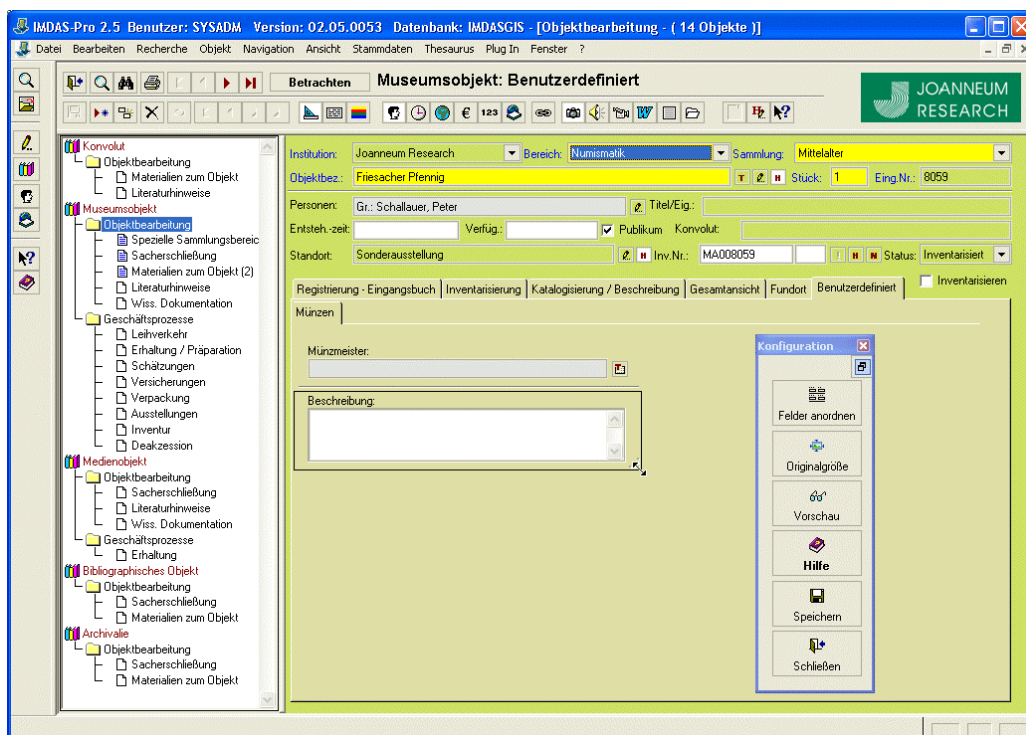 IMDAS-Pro 2.5 Benutzer: SYSADM Version: 02.05.0053 Datenbank: IMDASGIS - [Objektbearbeitung - ( 14 Objekte )]
Datei Bearbeiten Recherche Objekt Navigation Ansicht Stammdaten Thesaurus Plug In Fenster ?
Betrachten Museumsobjekt: Benutzerdefiniert
JOANNEUM
RESEARCH
€ 123 W
Konvolut
Objektbearbeitung
Materialien zum Objekt
Literaturhinweise
Museumsobjekt
Objektbearbeitung
Spezielle Sammlungsbereic
Sacherschließung
Materialien zum Objekt (2)
Literaturhinweise
Wiss. Dokumentation
Geschäftsprozesse
Leihverkehr
Erhaltung / Präparation
Schätzungen
Versicherungen
Verpackung
Ausstellungen
Inventur
Deakzession
Medienobjekt
Objektbearbeitung
Sacherschließung
Literaturhinweise
Wiss. Dokumentation
Geschäftsprozesse
Erhaltung
Bibliographisches Objekt
Objektbearbeitung
Sacherschließung
Materialien zum Objekt
Archivalie
Objektbearbeitung
Sacherschließung
Materialien zum Objekt
Institution: Joanneum Research Bereich: Numismatik Sammlung: Mittelalter
Objektbez.: Friesacher Pfennig T H Stück: 1 Eing.Nr.: 8059
Personen: Gr.: Schallauer, Peter Titel/Eig.:
Entsteh.-zeit: Verfüg.: Publikum Konvolut:
Standort: Sonderausstellung H Inv.Nr.: MA008059 ! H N Status: Inventarisiert
Registrierung - Eingangsbuch Inventarisierung Katalogisierung / Beschreibung Gesamtansicht Fundort Benutzerdefiniert Inventarisieren
Münzen
Münzmeister:
Beschreibung:
Konfiguration
Felder anordnen
Originalgröße
Vorschau
Hilfe
Speichern
Schließen